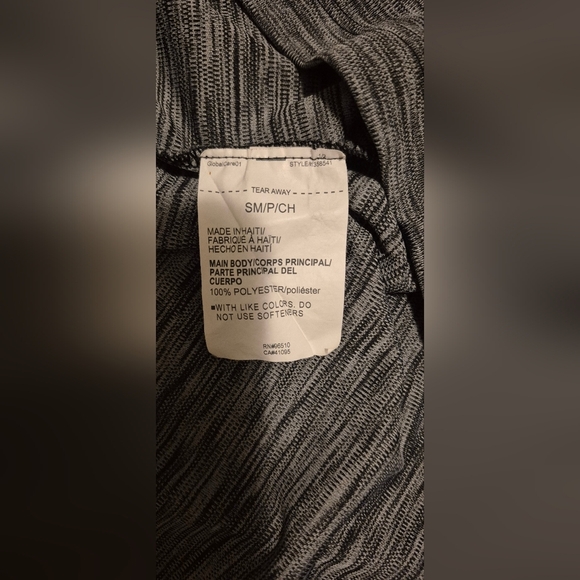 GlobalCare01 STYLE#:358541
TEAR AWAY
SM/P/CH
MADE IN HAITI/
FABRIQUÉ À HAÏTI/
HECHO EN HAITÍ
MAIN BODY/CORPS PRINCIPAL/
PARTE PRINCIPAL DEL
CUERPO
100% POLYESTER/poliéster
■WITH LIKE COLORS. DO
NOT USE SOFTENERS
RN#96510
CA#41095